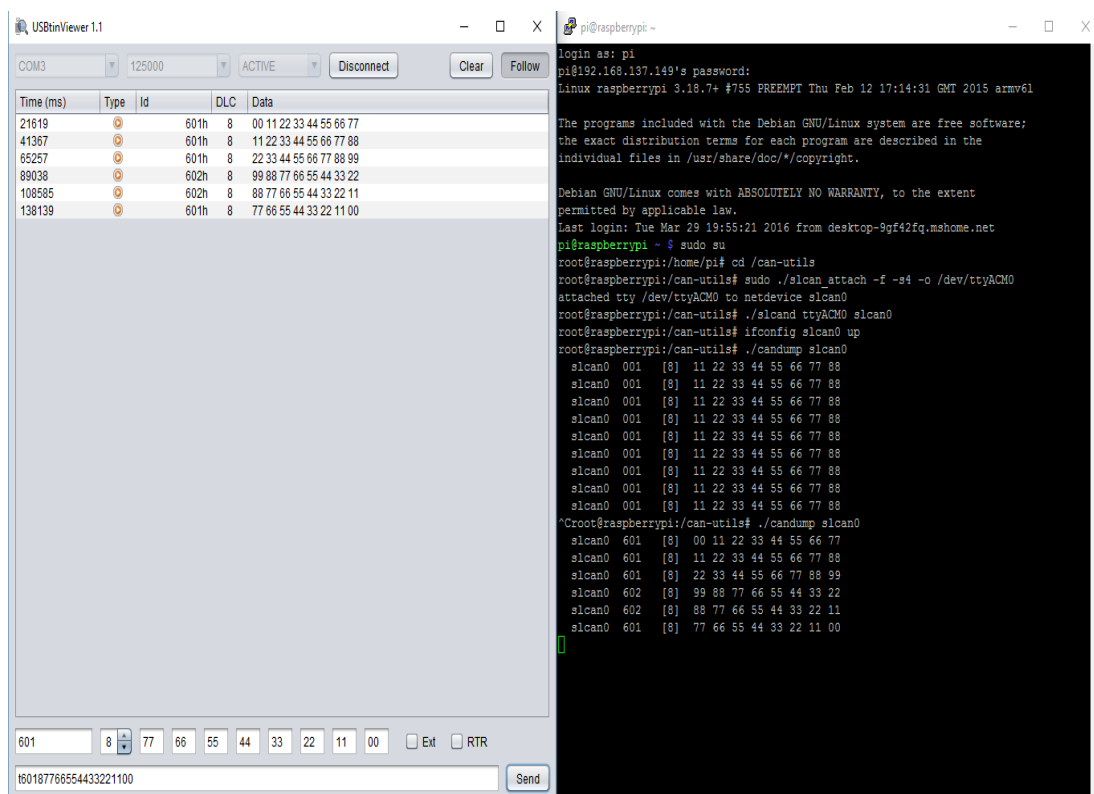 USBtinViewer 1.1
COM3 125000 ACTIVE Disconnect Clear Follow
Time (ms) Type Id DLC Data
21619 601h 8 00 11 22 33 44 55 66 77
41367 601h 8 11 22 33 44 55 66 77 88
65257 601h 8 22 33 44 55 66 77 88 99
89038 602h 8 99 88 77 66 55 44 33 22
108585 602h 8 88 77 66 55 44 33 22 11
138139 601h 8 77 66 55 44 33 22 11 00
601 8 77 66 55 44 33 22 11 00 Ext RTR
t60187766554433221100 Send
pi@raspberrypi: ~
login as: pi
pi@192.168.137.149's password:
Linux raspberrypi 3.18.7+ #755 PREEMPT Thu Feb 12 17:14:31 GMT 2015 armv6l
The programs included with the Debian GNU/Linux system are free software;
the exact distribution terms for each program are described in the
individual files in /usr/share/doc/*/copyright.
Debian GNU/Linux comes with ABSOLUTELY NO WARRANTY, to the extent
permitted by applicable law.
Last login: Tue Mar 29 19:55:21 2016 from desktop-9gf42fq.mshome.net
pi@raspberrypi ~ $ sudo su
root@raspberrypi:/home/pi# cd /can-utils
root@raspberrypi:/can-utils# sudo ./slcan_attach -f -s4 -o /dev/ttyACM0
attached tty /dev/ttyACM0 to netdevice slcan0
root@raspberrypi:/can-utils# ./slcand ttyACM0 slcan0
root@raspberrypi:/can-utils# ifconfig slcan0 up
root@raspberrypi:/can-utils# ./candump slcan0
slcan0 001 [8] 11 22 33 44 55 66 77 88
slcan0 001 [8] 11 22 33 44 55 66 77 88
slcan0 001 [8] 11 22 33 44 55 66 77 88
slcan0 001 [8] 11 22 33 44 55 66 77 88
slcan0 001 [8] 11 22 33 44 55 66 77 88
slcan0 001 [8] 11 22 33 44 55 66 77 88
slcan0 001 [8] 11 22 33 44 55 66 77 88
slcan0 001 [8] 11 22 33 44 55 66 77 88
slcan0 001 [8] 11 22 33 44 55 66 77 88
^Croot@raspberrypi:/can-utils# ./candump slcan0
slcan0 601 [8] 00 11 22 33 44 55 66 77
slcan0 601 [8] 11 22 33 44 55 66 77 88
slcan0 601 [8] 22 33 44 55 66 77 88 99
slcan0 602 [8] 99 88 77 66 55 44 33 22
slcan0 602 [8] 88 77 66 55 44 33 22 11
slcan0 601 [8] 77 66 55 44 33 22 11 00